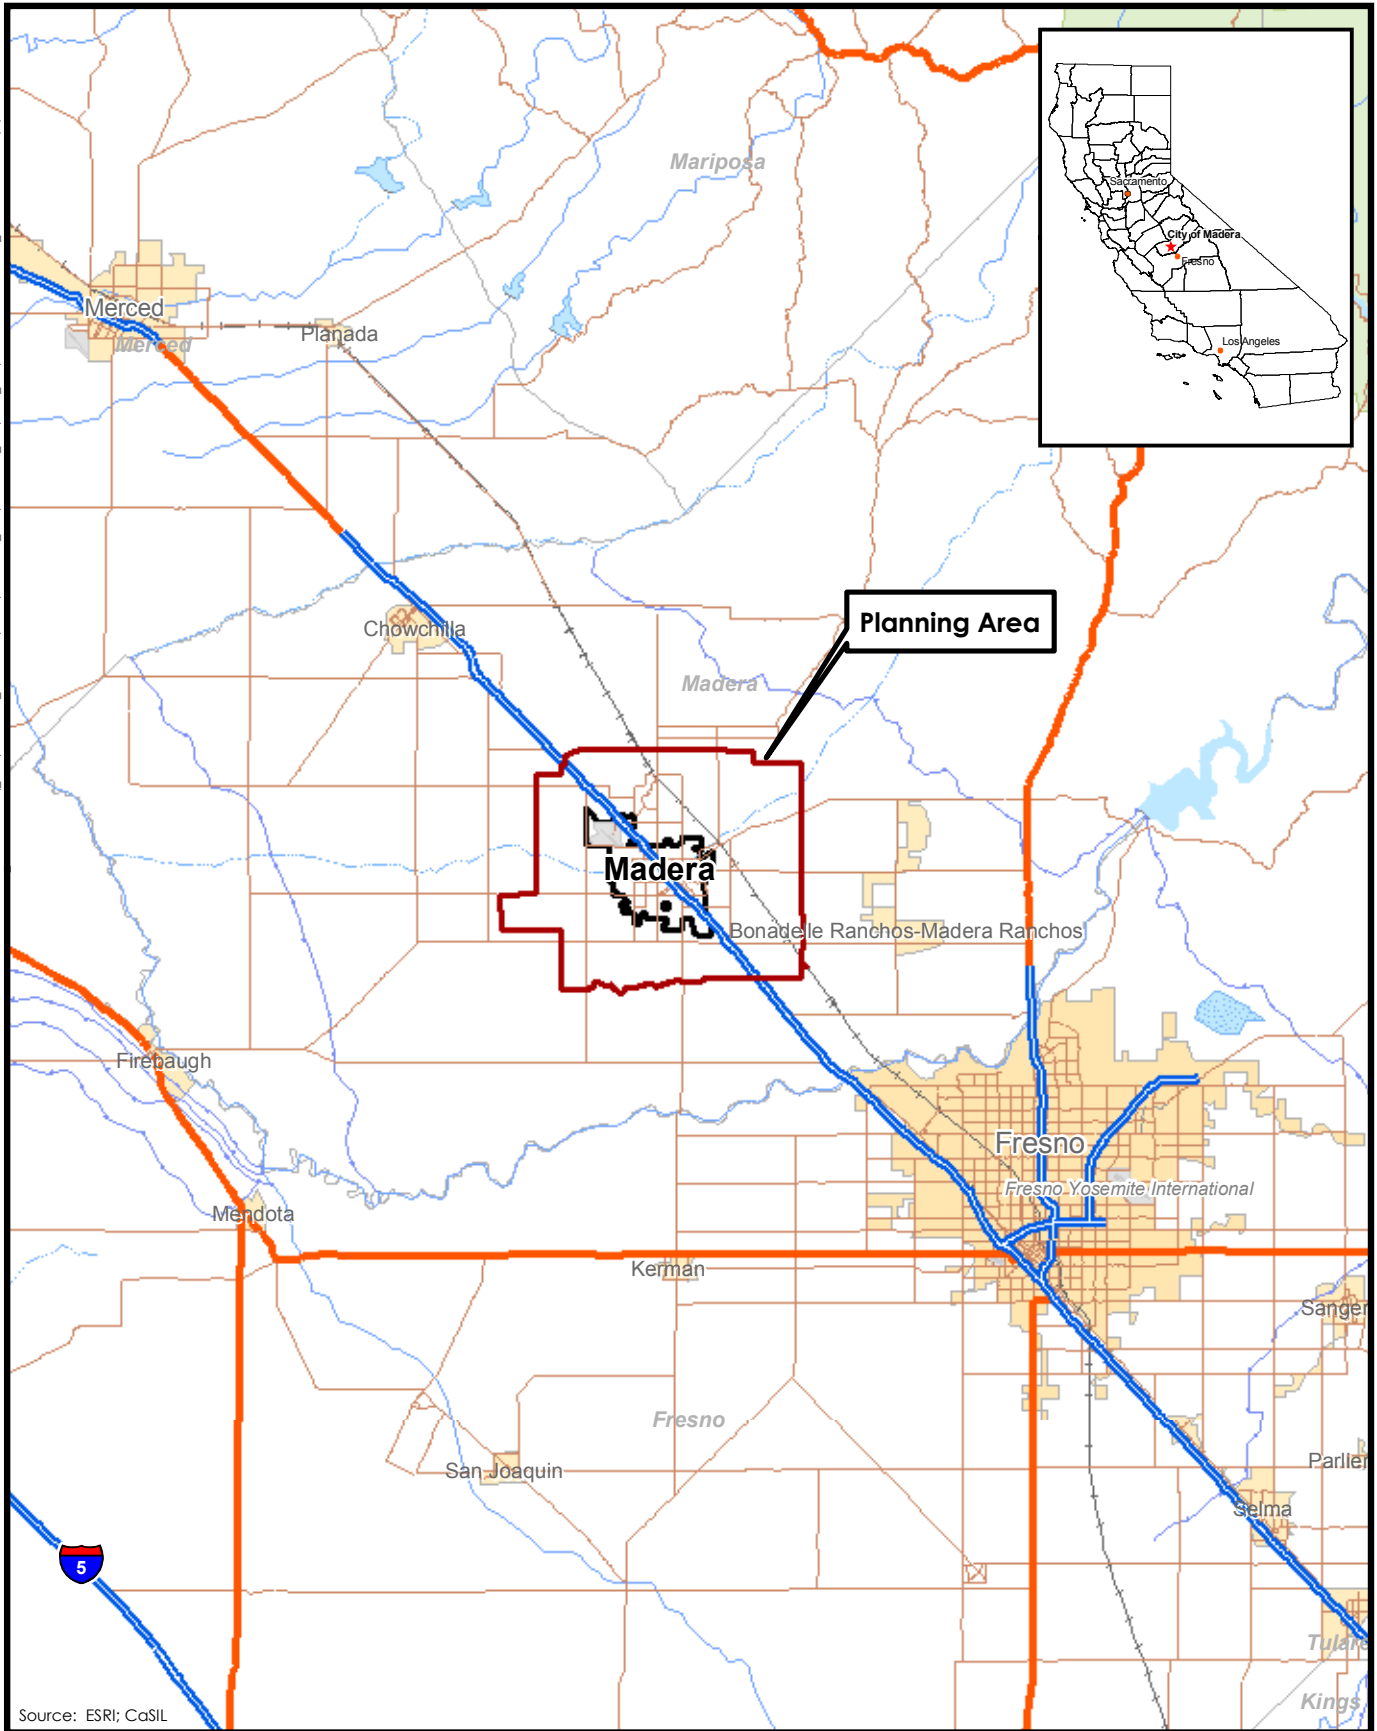 Mariposa
Sacramento
City of Madera
Fresno
Los Angeles
Merced
Merced
Planada
Chowchilla
Planning Area
Madera
Madera
Bonadelle Ranchos-Madera Ranchos
Firebaugh
Fresno
Fresno Yosemite International
Mendota
Kerman
Sanger
Fresno
San Joaquin
Parlier
Selma
5
Tulare
Kings
Source: ESRI; CaSIL